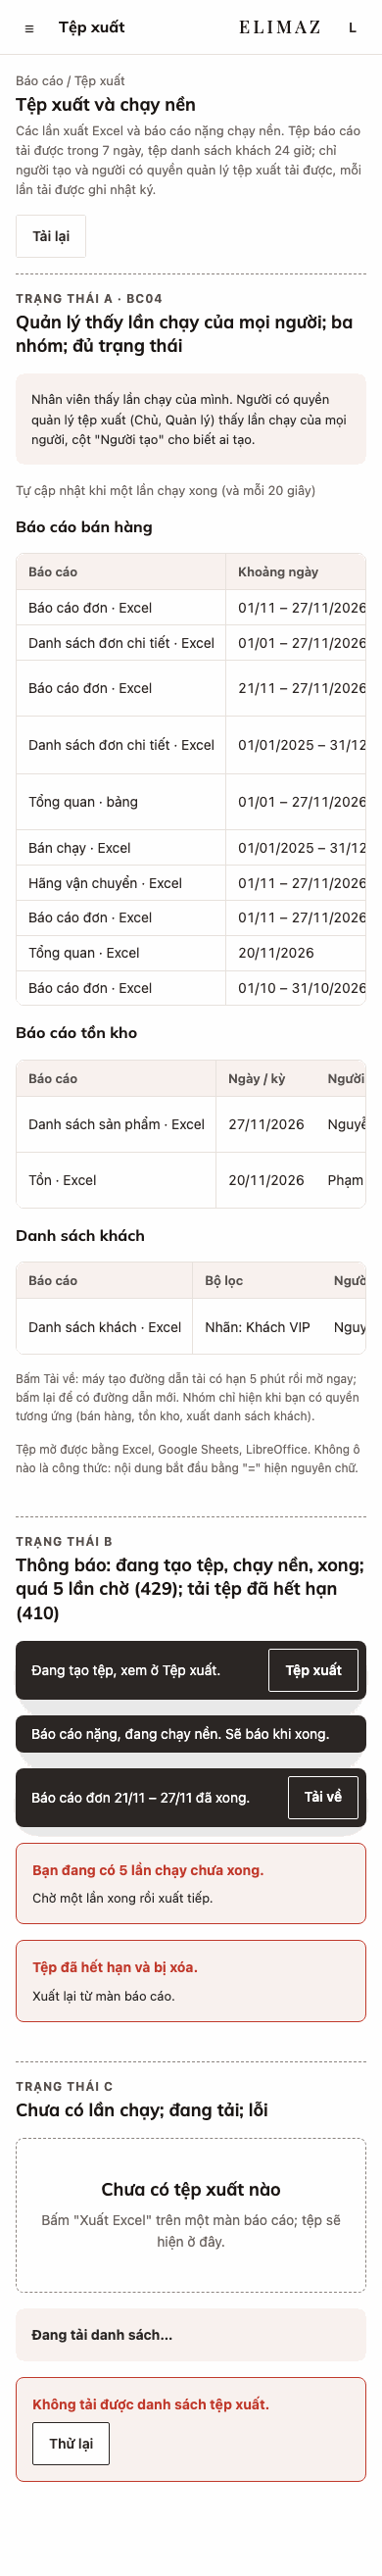 ≡ Tệp xuất ELIMAZ L
Báo cáo / Tệp xuất
Tệp xuất và chạy nền
Các lần xuất Excel và báo cáo nặng chạy nền. Tệp báo cáo
tải được trong 7 ngày, tệp danh sách khách 24 giờ; chỉ
người tạo và người có quyền quản lý tệp xuất tải được, mỗi
lần tải được ghi nhật ký.
Tải lại
TRẠNG THÁI A · BC04
Quản lý thấy lần chạy của mọi người; ba
nhóm; đủ trạng thái
Nhân viên thấy lần chạy của mình. Người có quyền
quản lý tệp xuất (Chủ, Quản lý) thấy lần chạy của mọi
người, cột "Người tạo" cho biết ai tạo.
Tự cập nhật khi một lần chạy xong (và mỗi 20 giây)
Báo cáo bán hàng
Báo cáo Khoảng ngày
Báo cáo đơn · Excel 01/11 – 27/11/2026
Danh sách đơn chi tiết · Excel 01/01 – 27/11/2026
Báo cáo đơn · Excel 21/11 – 27/11/2026
Danh sách đơn chi tiết · Excel 01/01/2025 – 31/12
Tổng quan · bảng 01/01 – 27/11/2026
Bán chạy · Excel 01/01/2025 – 31/12
Hãng vận chuyển · Excel 01/11 – 27/11/2026
Báo cáo đơn · Excel 01/11 – 27/11/2026
Tổng quan · Excel 20/11/2026
Báo cáo đơn · Excel 01/10 – 31/10/2026
Báo cáo tồn kho
Báo cáo Ngày / kỳ Người
Danh sách sản phẩm · Excel 27/11/2026 Nguyễ
Tồn · Excel 20/11/2026 Phạm
Danh sách khách
Báo cáo Bộ lọc Ngườ
Danh sách khách · Excel Nhãn: Khách VIP Nguy
Bấm Tải về: máy tạo đường dẫn tải có hạn 5 phút rồi mở ngay;
bấm lại để có đường dẫn mới. Nhóm chỉ hiện khi bạn có quyền
tương ứng (bán hàng, tồn kho, xuất danh sách khách).
Tệp mở được bằng Excel, Google Sheets, LibreOffice. Không ô
nào là công thức: nội dung bắt đầu bằng "=" hiện nguyên chữ.
TRẠNG THÁI B
Thông báo: đang tạo tệp, chạy nền, xong;
quá 5 lần chờ (429); tải tệp đã hết hạn
(410)
Đang tạo tệp, xem ở Tệp xuất. Tệp xuất
Báo cáo nặng, đang chạy nền. Sẽ báo khi xong.
Báo cáo đơn 21/11 – 27/11 đã xong. Tải về
Bạn đang có 5 lần chạy chưa xong.
Chờ một lần xong rồi xuất tiếp.
Tệp đã hết hạn và bị xóa.
Xuất lại từ màn báo cáo.
TRẠNG THÁI C
Chưa có lần chạy; đang tải; lỗi
Chưa có tệp xuất nào
Bấm "Xuất Excel" trên một màn báo cáo; tệp sẽ
hiện ở đây.
Đang tải danh sách...
Không tải được danh sách tệp xuất.
Thử lại